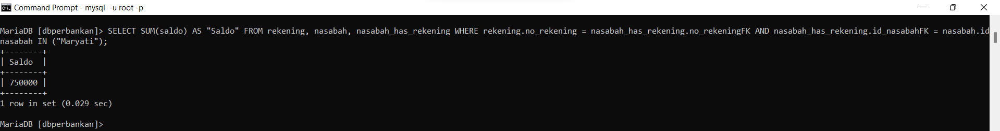 Command Prompt - mysql -u root -p
MariaDB [dbperbankan]> SELECT SUM(saldo) AS "Saldo" FROM rekening, nasabah, nasabah_has_rekening WHERE rekening.no_rekening = nasabah_has_rekening.no_rekeningFK AND nasabah_has_rekening.id_nasabahFK = nasabah.id
nasabah IN ("Maryati");
+--------+
| Saldo  |
+--------+
| 750000 |
+--------+
1 row in set (0.029 sec)
MariaDB [dbperbankan]>